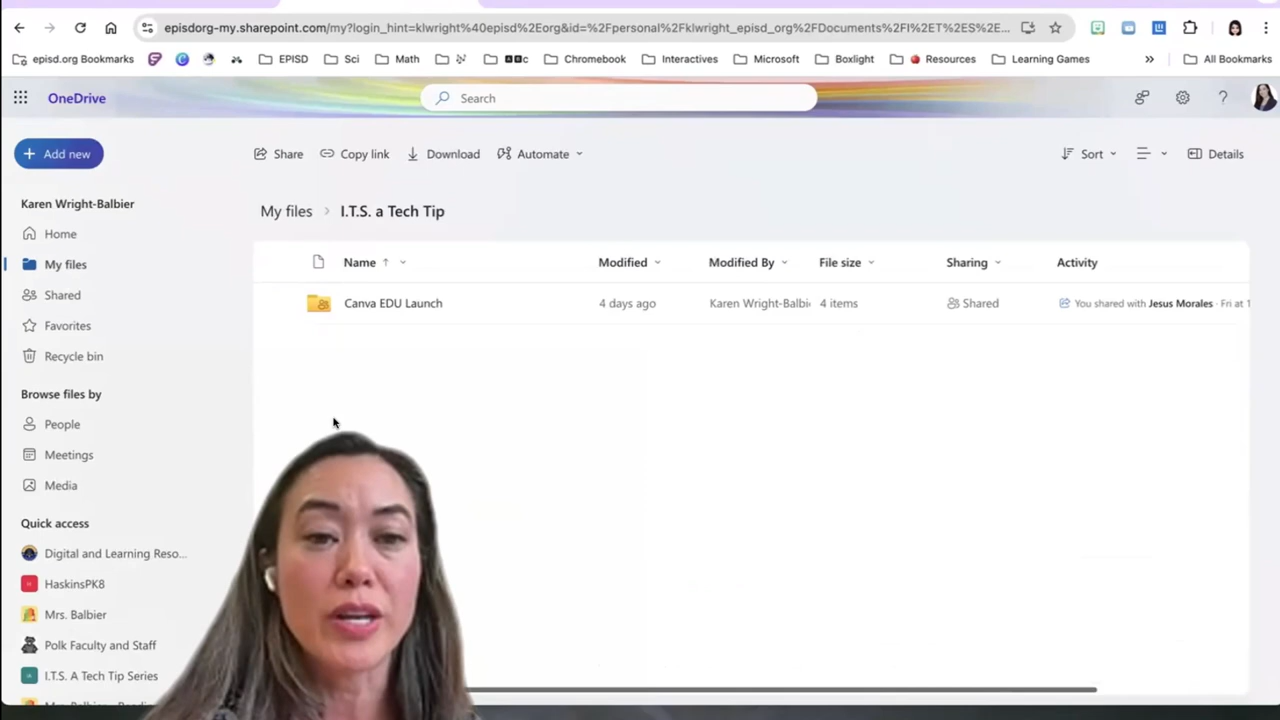 episdorg-my.sharepoint.com/my?login_hint=klwright%40episd%2Eorg&id=%2Fpersonal%2Fklwright_episd_org%2FDocuments%2FI%2ET%2ES%2E...
episd.org Bookmarks EPISD Sci Math Chromebook Interactives Microsoft Boxlight Resources Learning Games » All Bookmarks
OneDrive Search ?
+ Add new Share Copy link Download Automate Sort Details
Karen Wright-Balbier
My files > I.T.S. a Tech Tip
Home
My files
Name Modified Modified By File size Sharing Activity
Shared
Canva EDU Launch 4 days ago Karen Wright-Balbi 4 items Shared You shared with Jesus Morales · Fri at 1
Favorites
Recycle bin
Browse files by
People
Meetings
Media
Quick access
Digital and Learning Reso...
HaskinsPK8
Mrs. Balbier
Polk Faculty and Staff
I.T.S. A Tech Tip Series